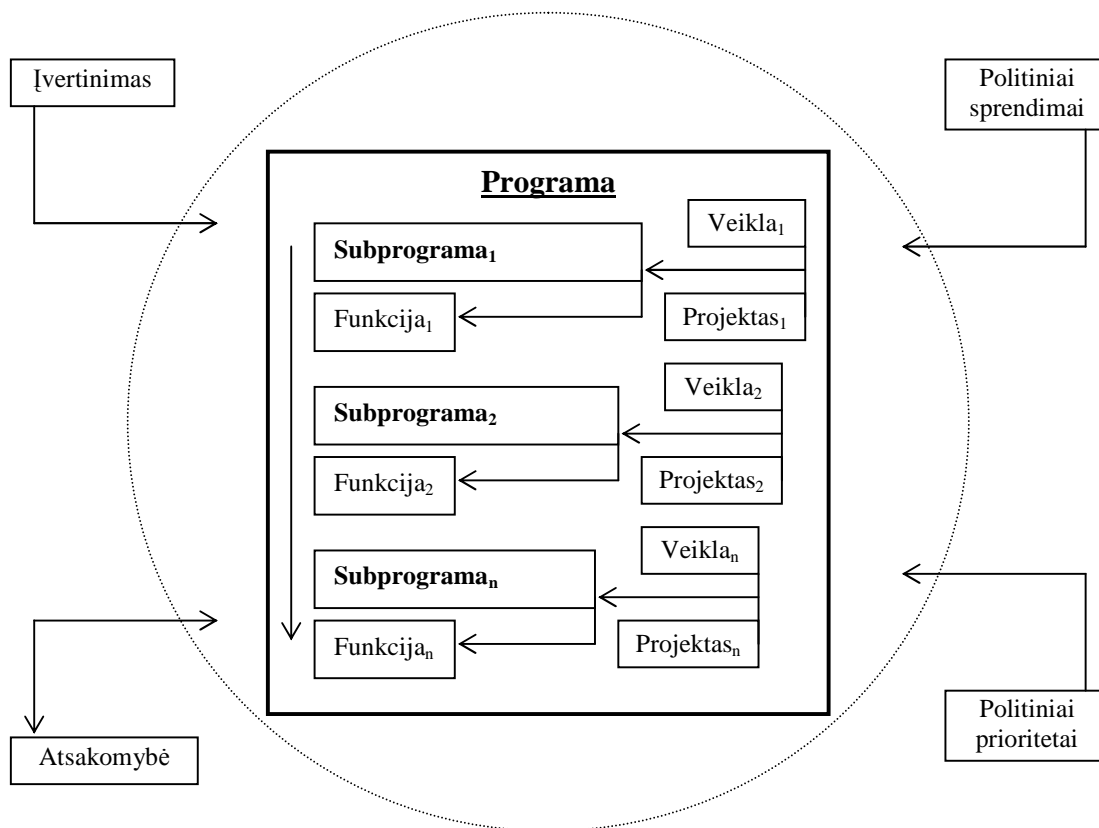 Įvertinimas
Politiniai
sprendimai
Programa
Veikla₁
Subprograma₁
Funkcija₁
Projektas₁
Veikla₂
Subprograma₂
Funkcija₂
Projektas₂
Veiklaₙ
Subprogramaₙ
Funkcijaₙ
Projektasₙ
Atsakomybė
Politiniai
prioritetai